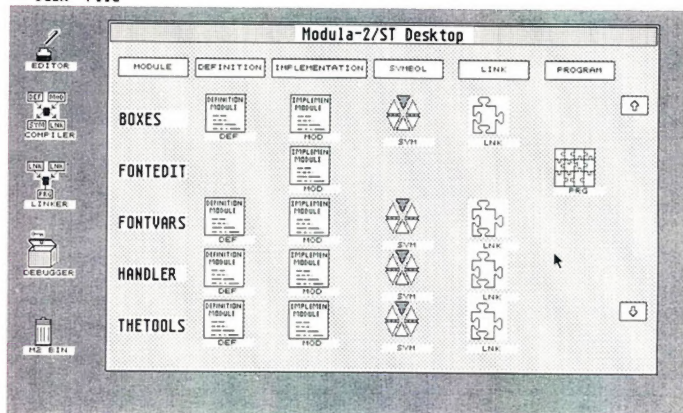 Modula-2/ST Desktop
EDITOR
MODULE DEFINITION IMPLEMENTATION SYMBOL LINK PROGRAM
DEF MOD
SYM LNK
COMPILER
BOXES
DEFINITION MODULE
DEF
IMPLEMEN MODULE
MOD
SYM
LNK
LNK LNK
PRG
LINKER
FONTEDIT
IMPLEMEN MODULE
MOD
PRG
FONTVARS
DEFINITION MODULE
DEF
IMPLEMEN MODULE
MOD
SYM
LNK
DEBUGGER
HANDLER
DEFINITION MODULE
DEF
IMPLEMEN MODULE
MOD
SYM
LNK
M2 BIN
THETOOLS
DEFINITION MODULE
DEF
IMPLEMEN MODULE
MOD
SYM
LNK